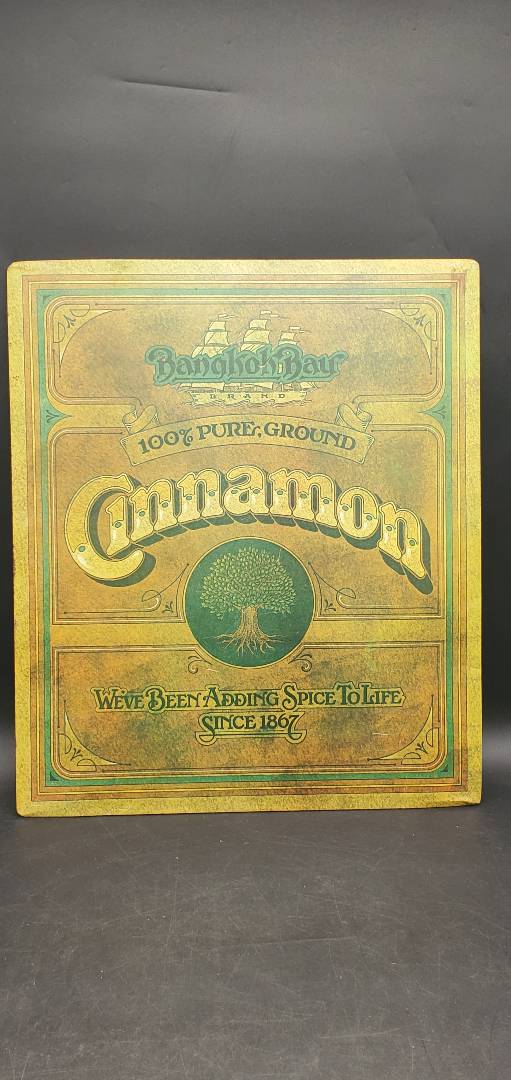 Bangkok Bay
BRAND
100% PURE, GROUND
Cinnamon
WE'VE BEEN ADDING SPICE TO LIFE
SINCE 1867